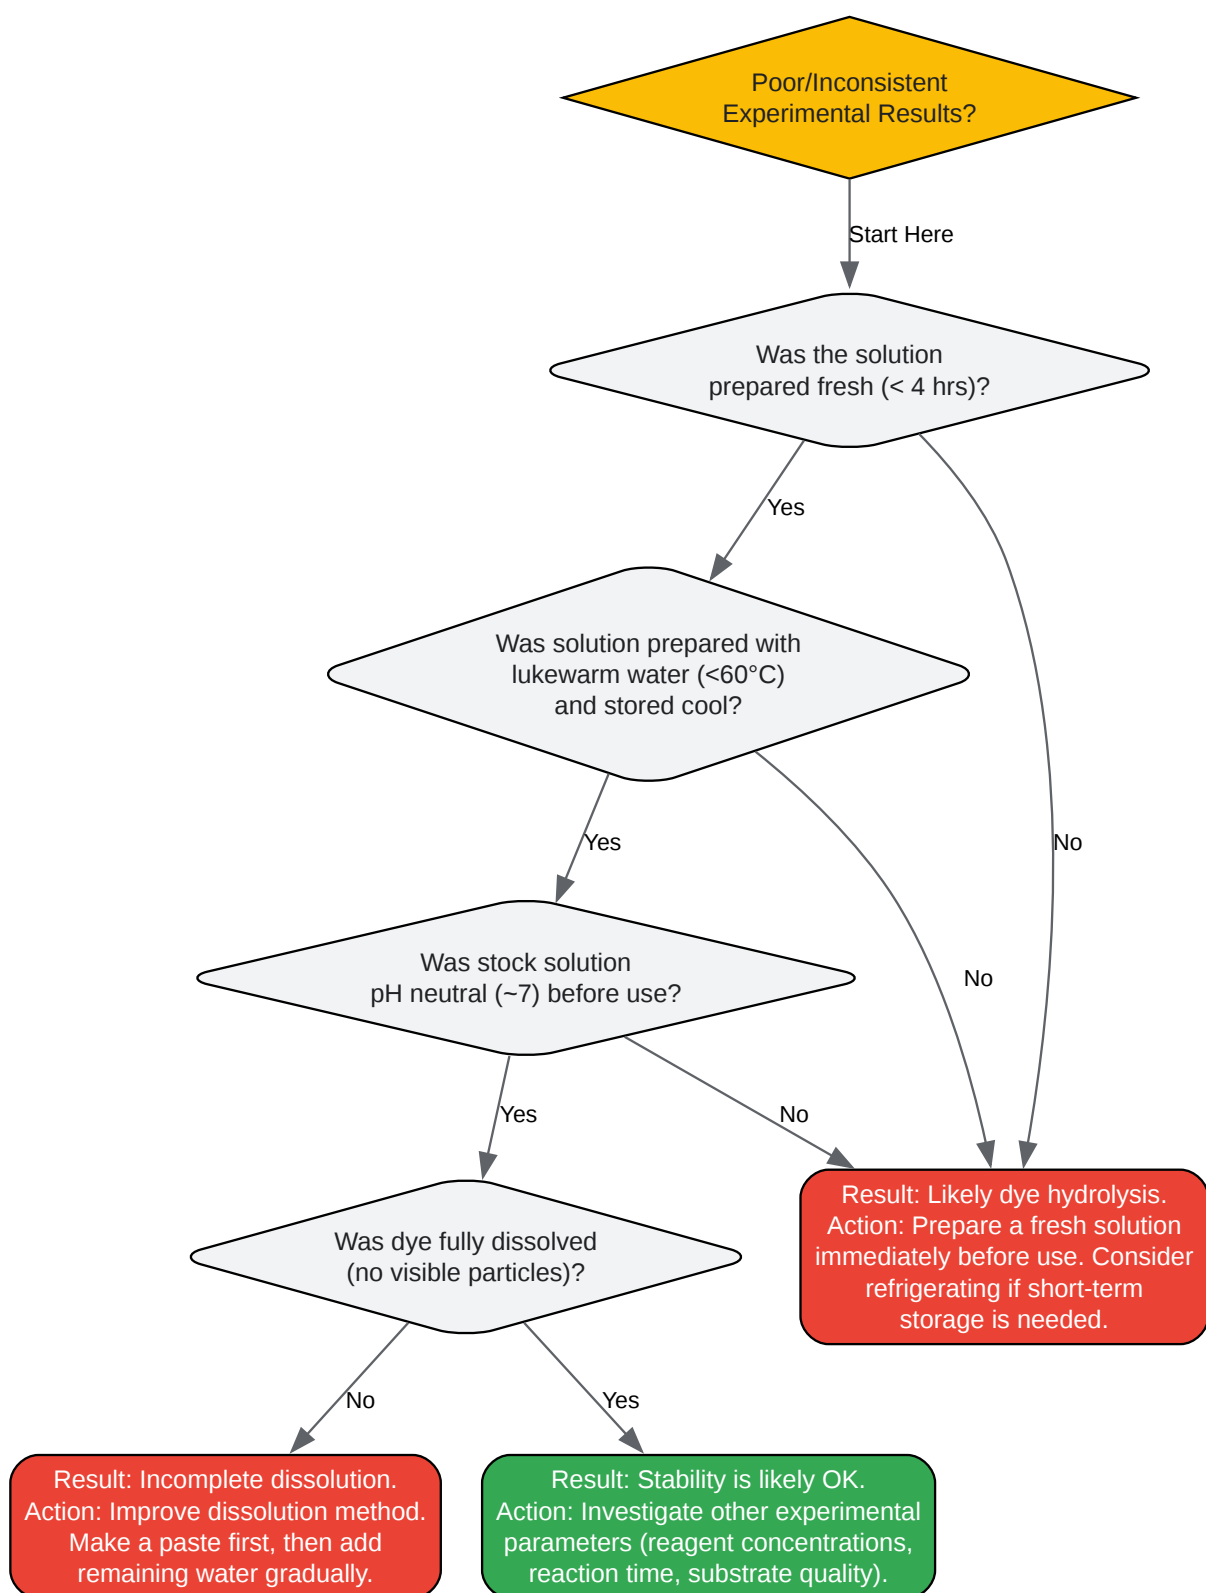 Poor/Inconsistent
Experimental Results?
Start Here
Was the solution
prepared fresh (< 4 hrs)?
Yes
No
Was solution prepared with
lukewarm water (<60°C)
and stored cool?
Yes
No
Was stock solution
pH neutral (~7) before use?
Yes
No
Was dye fully dissolved
(no visible particles)?
No
Yes
Result: Likely dye hydrolysis.
Action: Prepare a fresh solution
immediately before use. Consider
refrigerating if short-term
storage is needed.
Result: Incomplete dissolution.
Action: Improve dissolution method.
Make a paste first, then add
remaining water gradually.
Result: Stability is likely OK.
Action: Investigate other experimental
parameters (reagent concentrations,
reaction time, substrate quality).